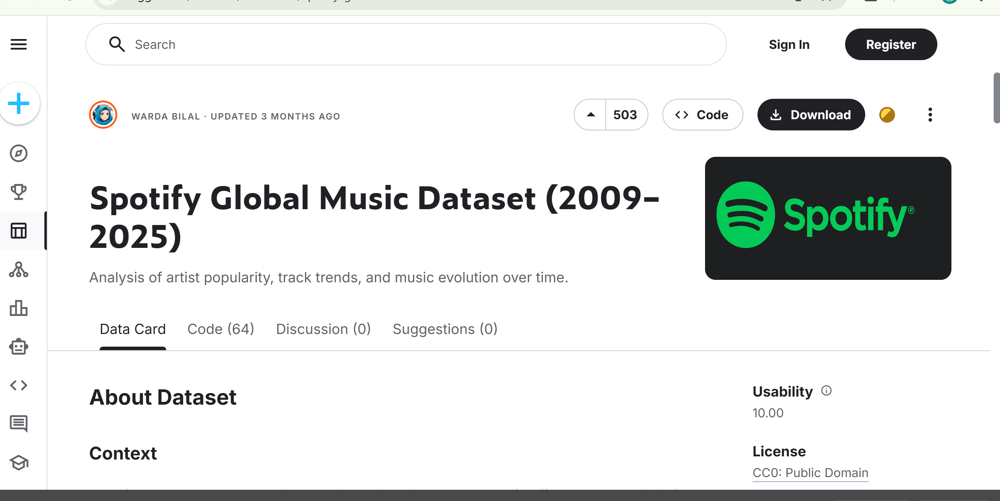 Search
Sign In
Register
WARDA BILAL · UPDATED 3 MONTHS AGO
503
Code
Download
Spotify Global Music Dataset (2009–
2025)
Spotify®
Analysis of artist popularity, track trends, and music evolution over time.
Data Card
Code (64)
Discussion (0)
Suggestions (0)
About Dataset
Usability
10.00
Context
License
CC0: Public Domain